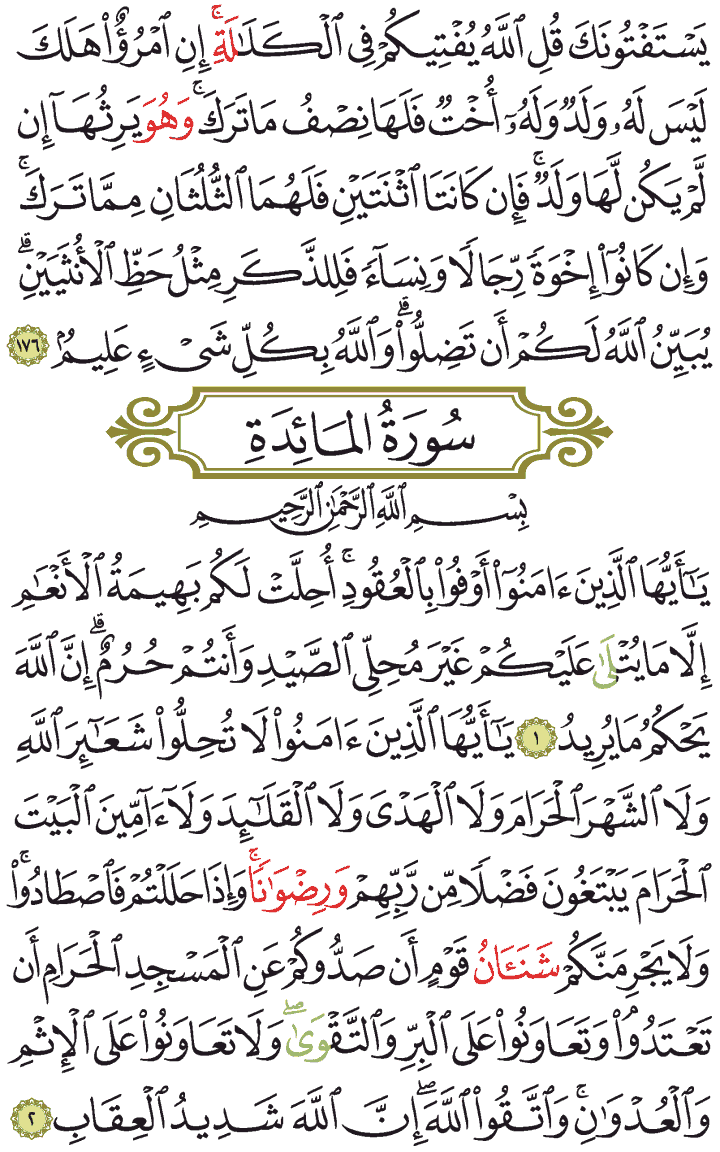 يَسْتَفْتُونَكَ قُلِ ٱللَّهُ يُفْتِيكُمْ فِي ٱلْكَلَـٰلَةِۚ إِنِ ٱمْرُؤٌا۟ هَلَكَ
لَيْسَ لَهُۥ وَلَدٌ وَلَهُۥٓ أُخْتٌ فَلَهَا نِصْفُ مَا تَرَكَۚ وَهُوَ يَرِثُهَآ إِن
لَّمْ يَكُن لَّهَا وَلَدٌۚ فَإِن كَانَتَا ٱثْنَتَيْنِ فَلَهُمَا ٱلثُّلُثَانِ مِمَّا تَرَكَۚ
وَإِن كَانُوٓا۟ إِخْوَةً رِّجَالًا وَنِسَآءً فَلِلذَّكَرِ مِثْلُ حَظِّ ٱلْأُنثَيَيْنِۗ
يُبَيِّنُ ٱللَّهُ لَكُمْ أَن تَضِلُّوا۟ۗ وَٱللَّهُ بِكُلِّ شَىْءٍ عَلِيمٌۢ ١٧٦
سُورَةُ المَائِدَةِ
بِسْمِ ٱللَّهِ ٱلرَّحْمَـٰنِ ٱلرَّحِيمِ
يَـٰٓأَيُّهَا ٱلَّذِينَ ءَامَنُوٓا۟ أَوْفُوا۟ بِٱلْعُقُودِۚ أُحِلَّتْ لَكُم بَهِيمَةُ ٱلْأَنْعَـٰمِ
إِلَّا مَا يُتْلَىٰ عَلَيْكُمْ غَيْرَ مُحِلِّى ٱلصَّيْدِ وَأَنتُمْ حُرُمٌۗ إِنَّ ٱللَّهَ
يَحْكُمُ مَا يُرِيدُ ١ يَـٰٓأَيُّهَا ٱلَّذِينَ ءَامَنُوا۟ لَا تُحِلُّوا۟ شَعَـٰٓئِرَ ٱللَّهِ
وَلَا ٱلشَّهْرَ ٱلْحَرَامَ وَلَا ٱلْهَدْىَ وَلَا ٱلْقَلَـٰٓئِدَ وَلَآ ءَآمِّينَ ٱلْبَيْتَ
ٱلْحَرَامَ يَبْتَغُونَ فَضْلًا مِّن رَّبِّهِمْ وَرِضْوَٰنًاۚ وَإِذَا حَلَلْتُمْ فَٱصْطَادُوا۟ۚ
وَلَا يَجْرِمَنَّكُمْ شَنَـَٔانُ قَوْمٍ أَن صَدُّوكُمْ عَنِ ٱلْمَسْجِدِ ٱلْحَرَامِ أَن
تَعْتَدُوا۟ۘ وَتَعَاوَنُوا۟ عَلَى ٱلْبِرِّ وَٱلتَّقْوَىٰۖ وَلَا تَعَاوَنُوا۟ عَلَى ٱلْإِثْمِ
وَٱلْعُدْوَٰنِۚ وَٱتَّقُوا۟ ٱللَّهَۖ إِنَّ ٱللَّهَ شَدِيدُ ٱلْعِقَابِ ٢